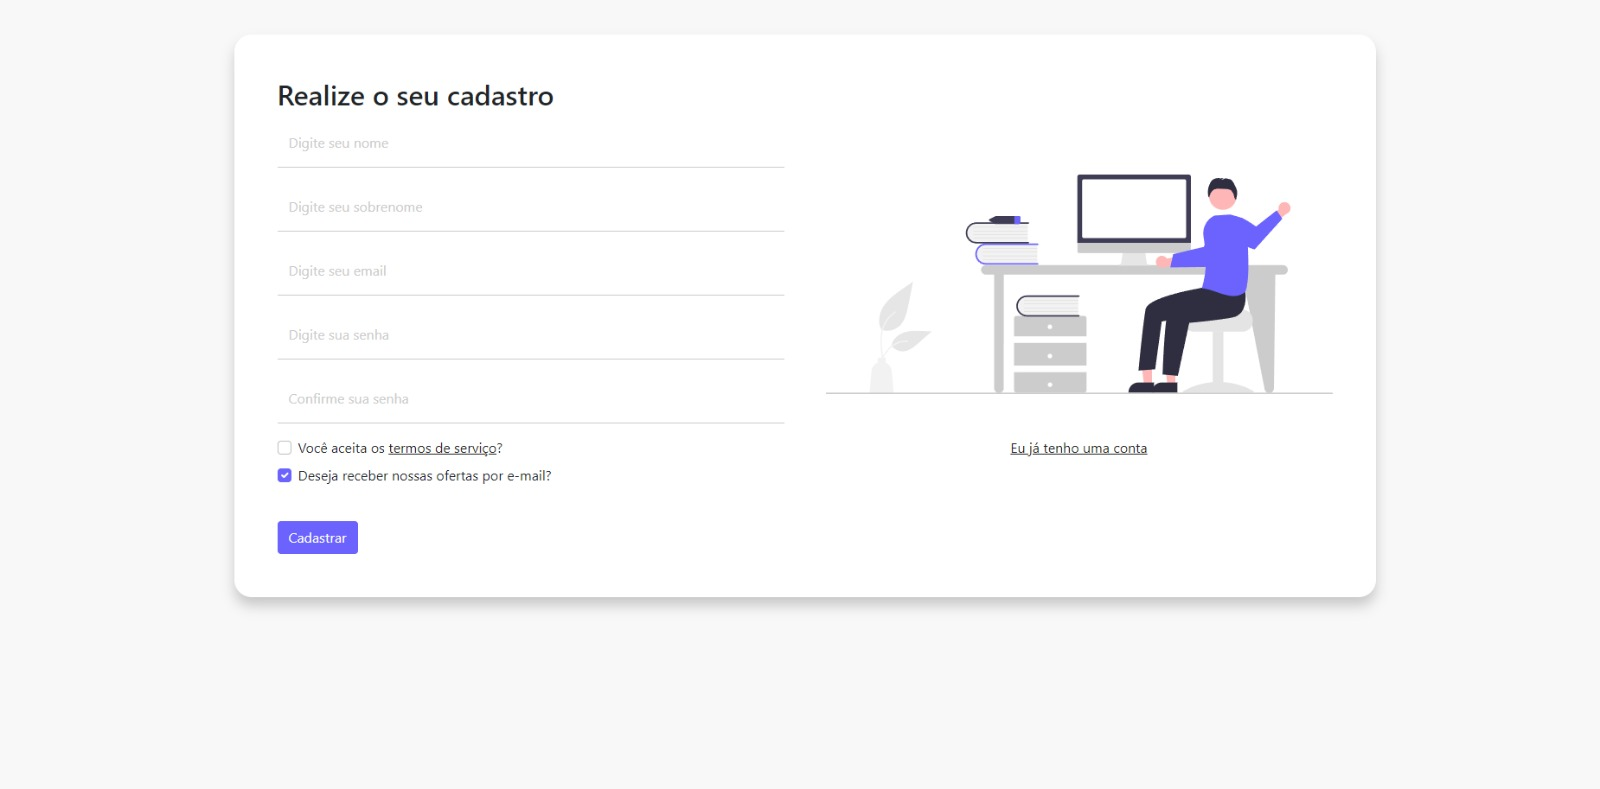 Realize o seu cadastro
Digite seu nome
Digite seu sobrenome
Digite seu email
Digite sua senha
Confirme sua senha
Você aceita os termos de serviço?
Deseja receber nossas ofertas por e-mail?
Cadastrar
Eu já tenho uma conta